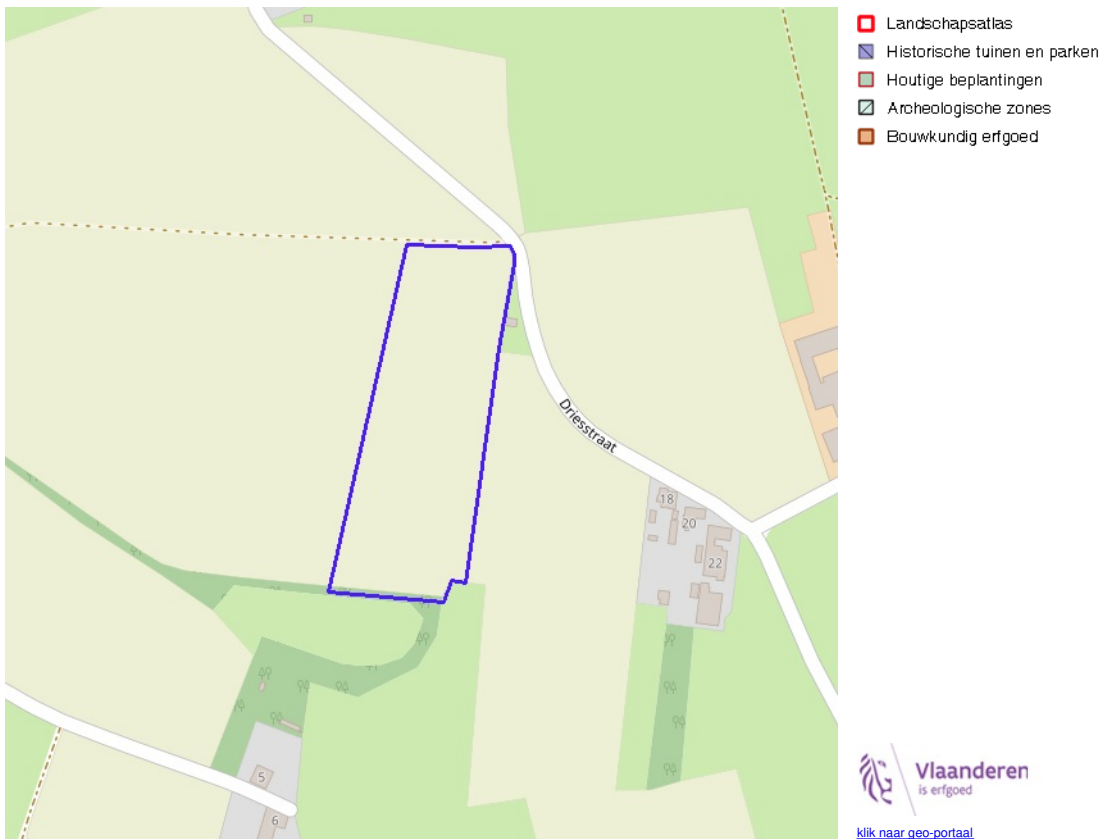 Landschapsatlas
Historische tuinen en parken
Houtige beplantingen
Archeologische zones
Bouwkundig erfgoed
Driesstraat
18
20
22
5
6
Vlaanderen
is erfgoed
klik naar geo-portaal